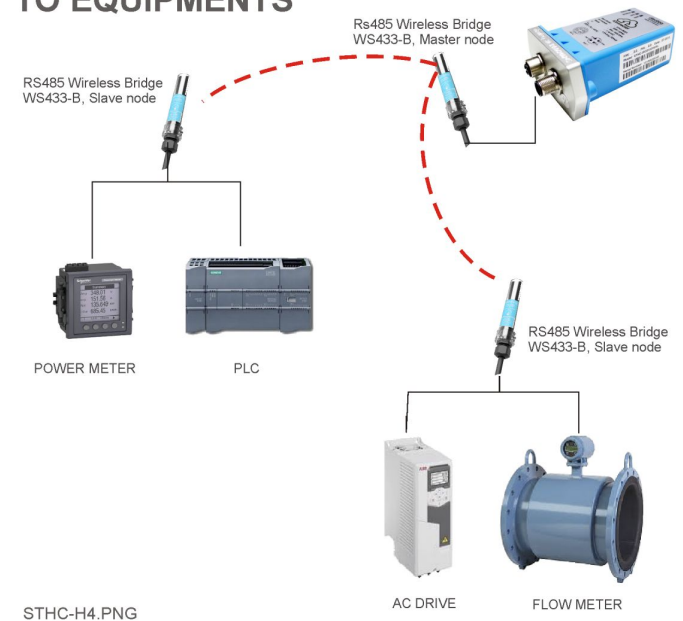 TO EQUIPMENTS
Rs485 Wireless Bridge
WS433-B, Master node
RS485 Wireless Bridge
WS433-B, Slave node
POWER METER
PLC
RS485 Wireless Bridge
WS433-B, Slave node
ABB
AC DRIVE
FLOW METER
STHC-H4.PNG